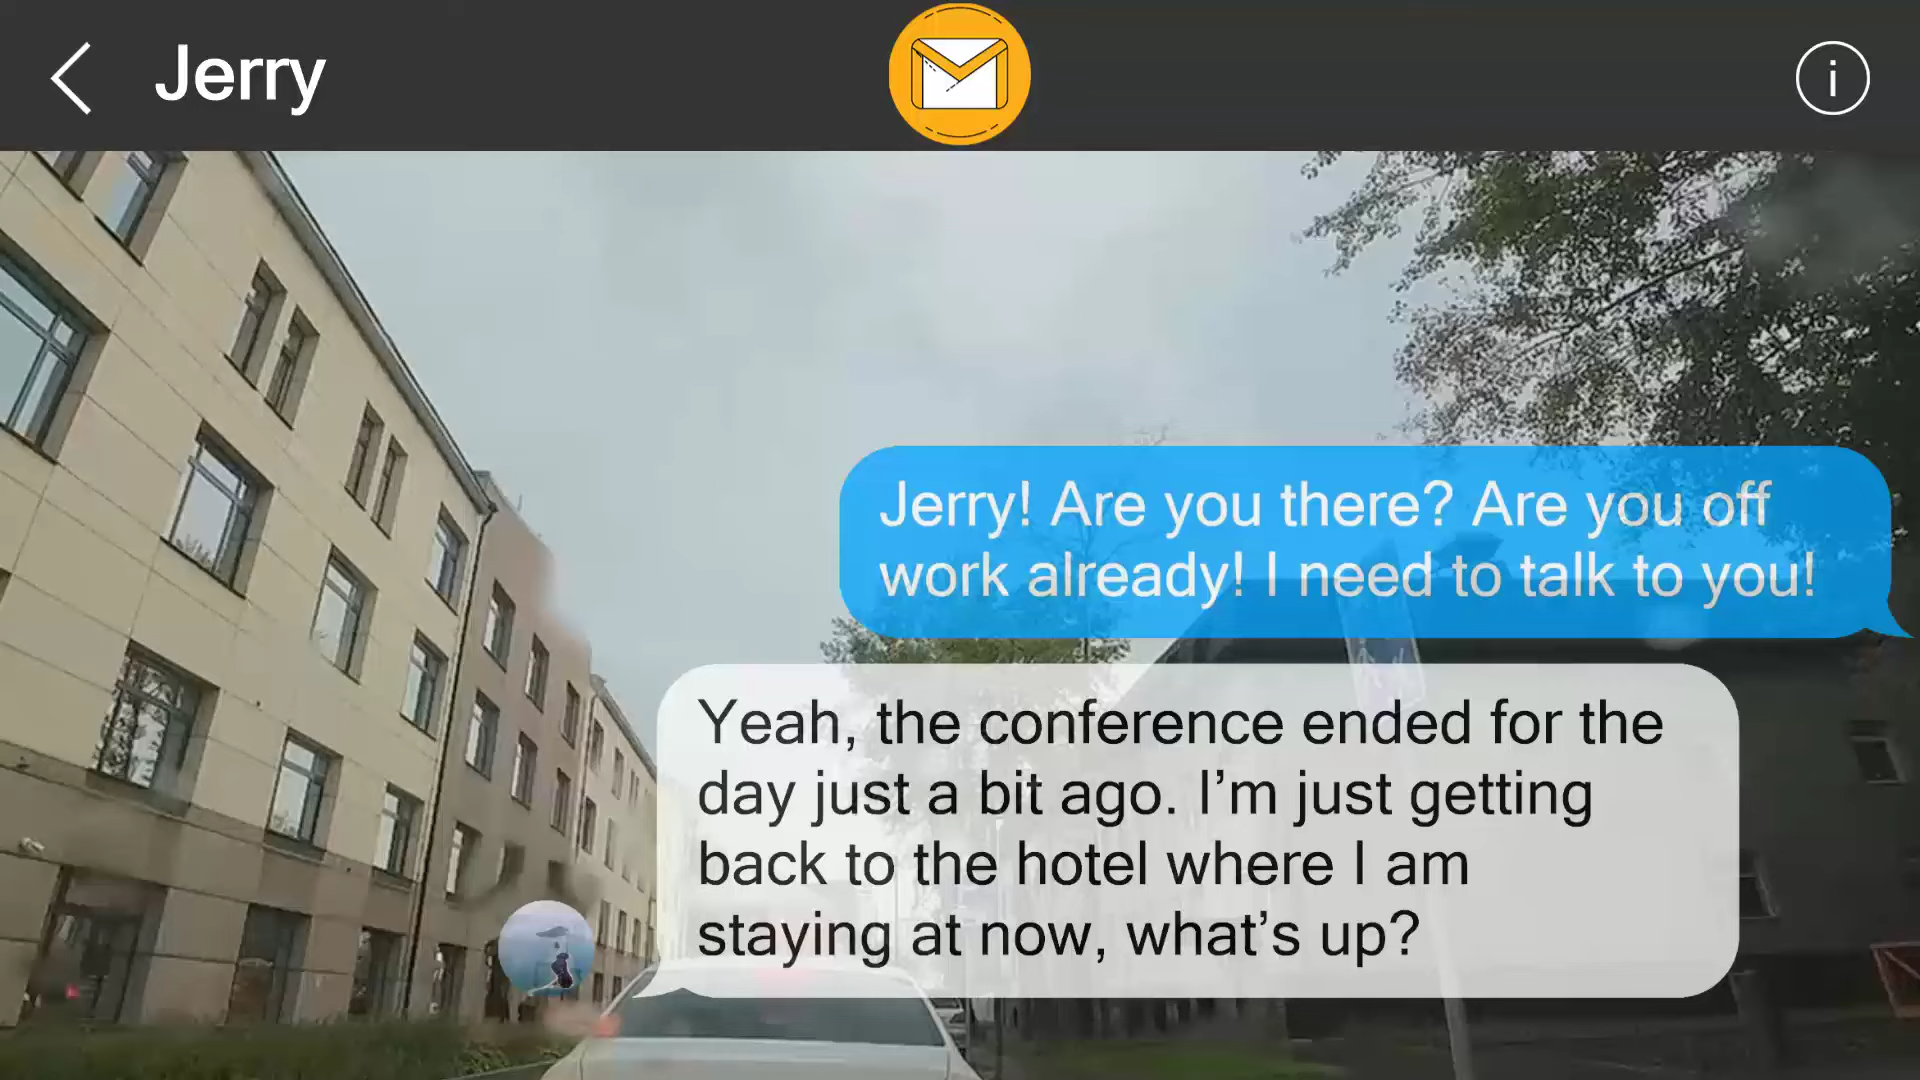 Jerry
Jerry! Are you there? Are you off
work already! I need to talk to you!
Yeah, the conference ended for the
day just a bit ago. I’m just getting
back to the hotel where I am
staying at now, what’s up?